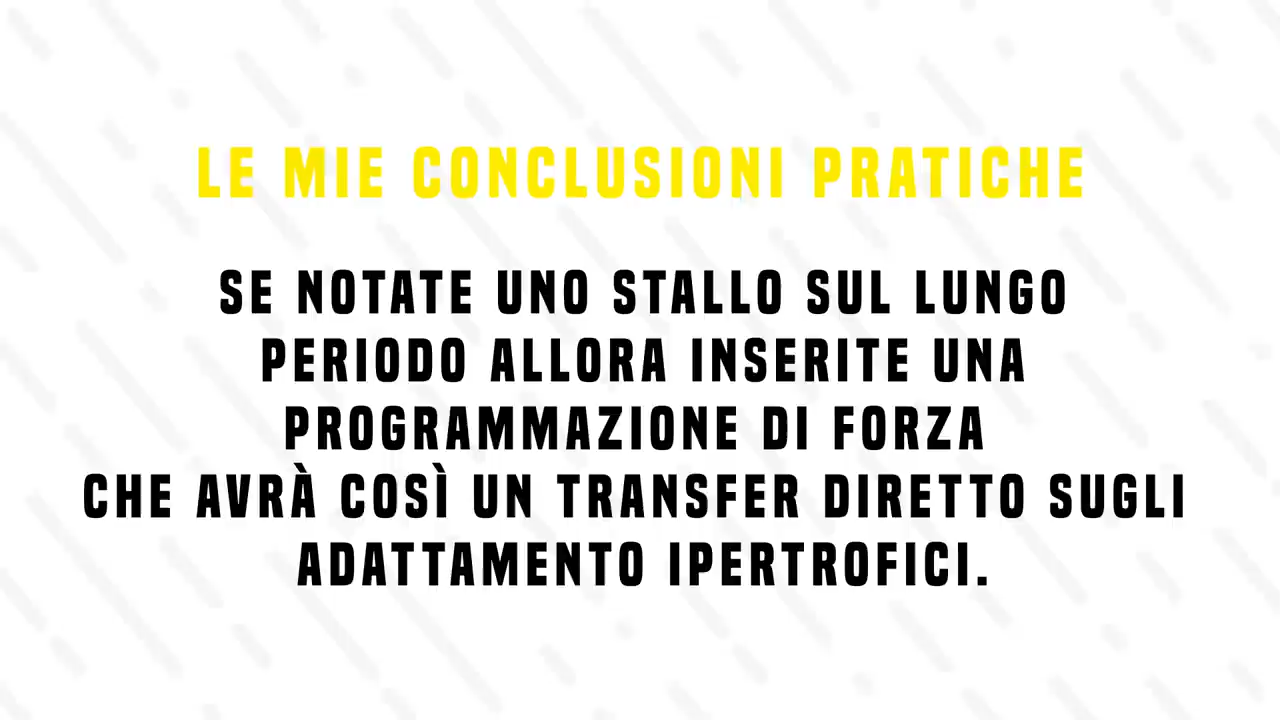 LE MIE CONCLUSIONI PRATICHE
SE NOTATE UNO STALLO SUL LUNGO
PERIODO ALLORA INSERITE UNA
PROGRAMMAZIONE DI FORZA
CHE AVRÀ COSÌ UN TRANSFER DIRETTO SUGLI
ADATTAMENTO IPERTROFICI.